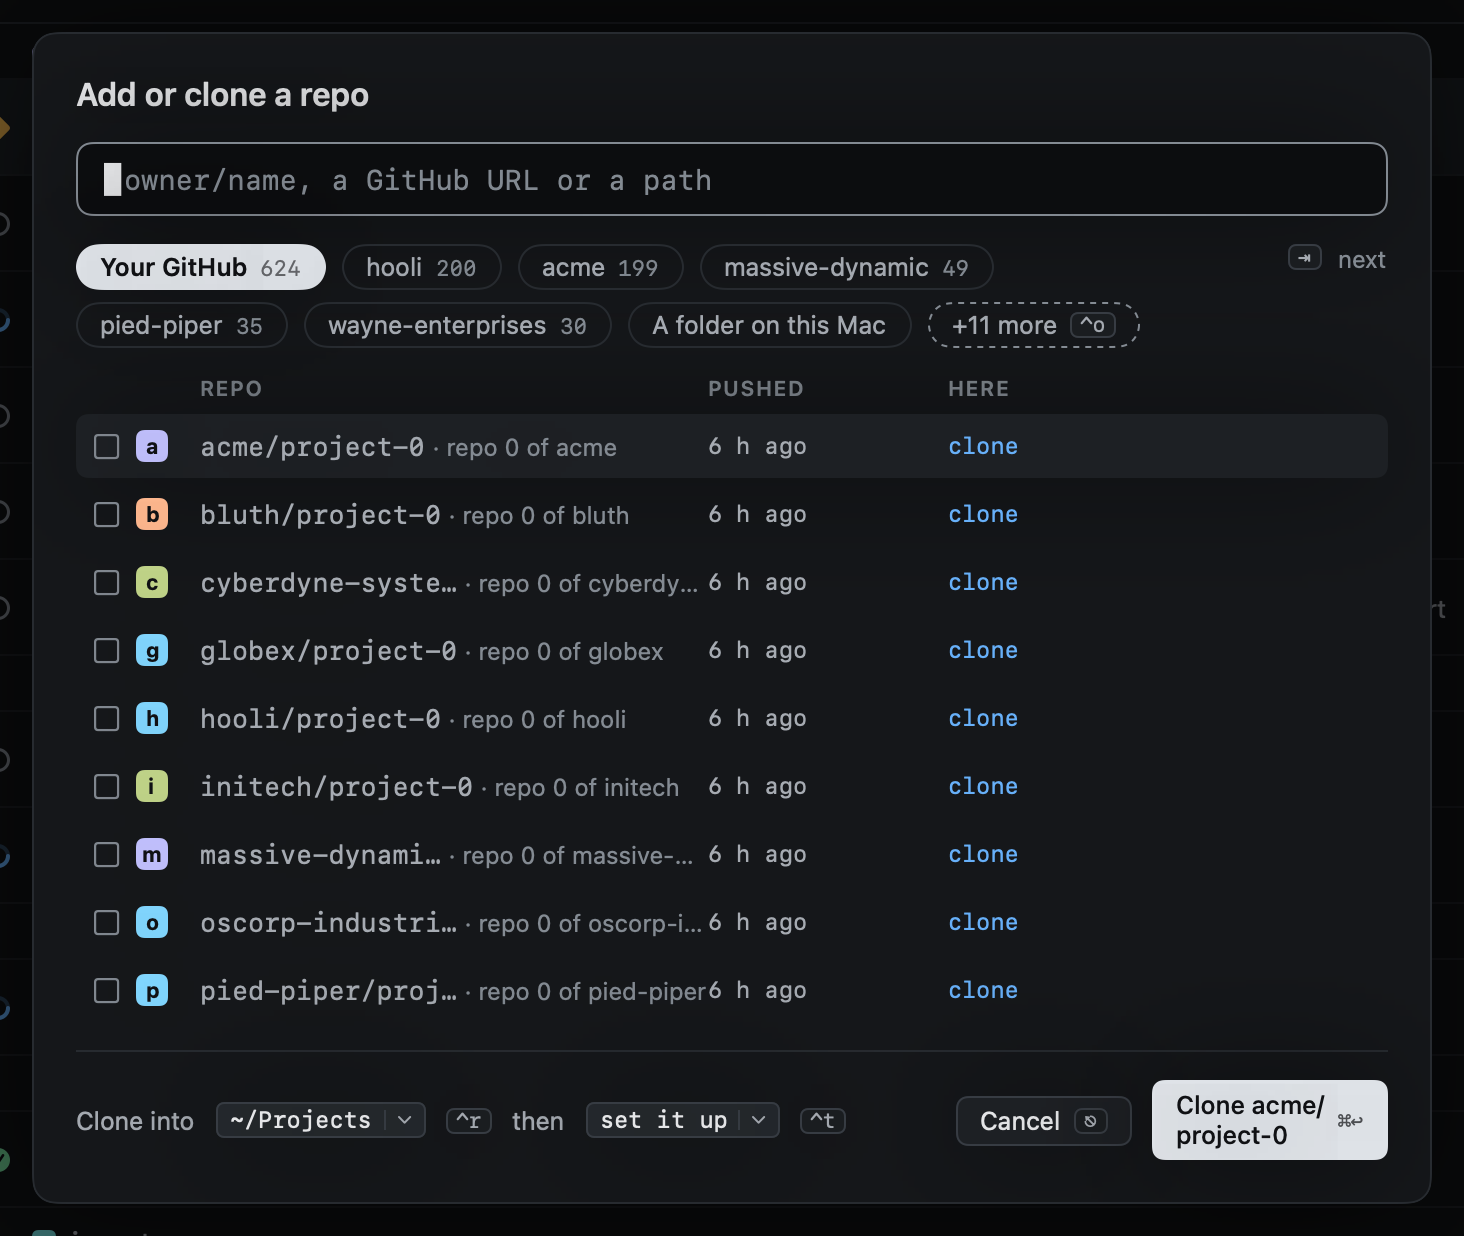 Add or clone a repo
owner/name, a GitHub URL or a path
Your GitHub 624 hooli 200 acme 199 massive-dynamic 49 ⇥ next
pied-piper 35 wayne-enterprises 30 A folder on this Mac +11 more ^o
REPO PUSHED HERE
a acme/project-0 · repo 0 of acme 6 h ago clone
b bluth/project-0 · repo 0 of bluth 6 h ago clone
c cyberdyne-syste… · repo 0 of cyberdy… 6 h ago clone
g globex/project-0 · repo 0 of globex 6 h ago clone
h hooli/project-0 · repo 0 of hooli 6 h ago clone
i initech/project-0 · repo 0 of initech 6 h ago clone
m massive-dynami… · repo 0 of massive-… 6 h ago clone
o oscorp-industri… · repo 0 of oscorp-i… 6 h ago clone
p pied-piper/proj… · repo 0 of pied-piper 6 h ago clone
Clone into ~/Projects ^r then set it up ^t Cancel ⎋ Clone acme/
project-0 ⌘↩